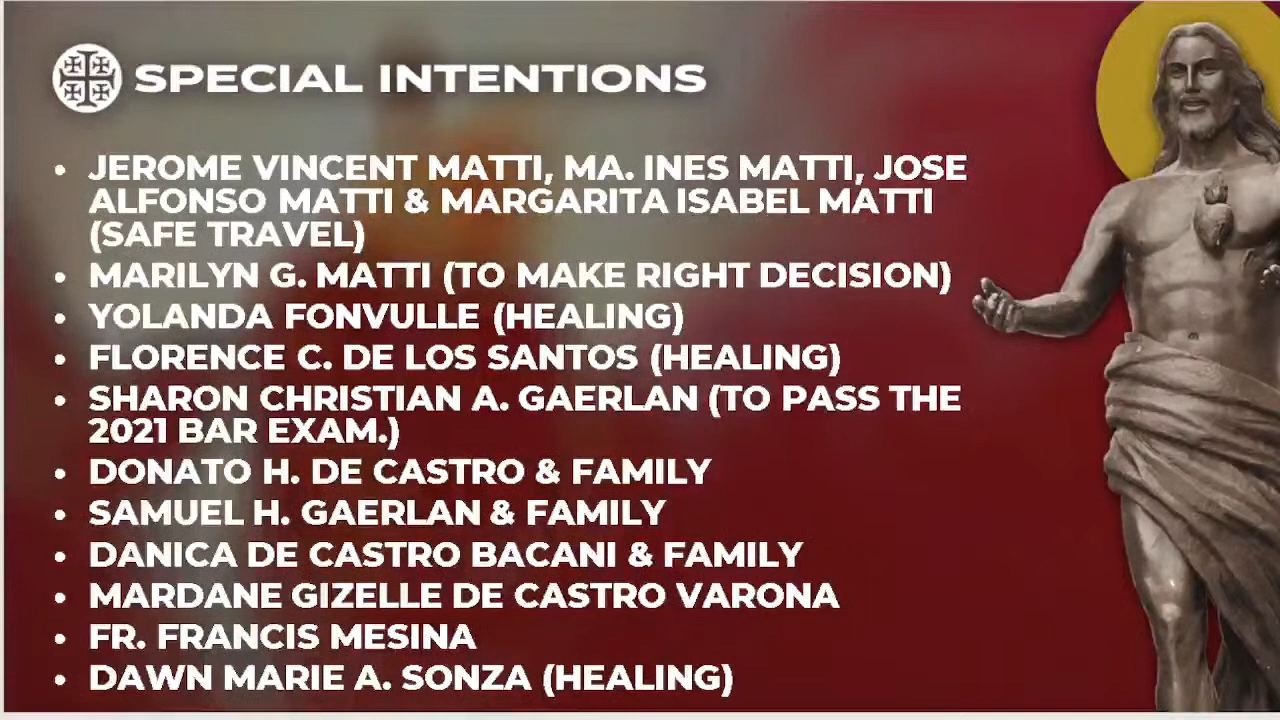 SPECIAL INTENTIONS
• JEROME VINCENT MATTI, MA. INES MATTI, JOSE
ALFONSO MATTI & MARGARITA ISABEL MATTI
(SAFE TRAVEL)
• MARILYN G. MATTI (TO MAKE RIGHT DECISION)
• YOLANDA FONVULLE (HEALING)
• FLORENCE C. DE LOS SANTOS (HEALING)
• SHARON CHRISTIAN A. GAERLAN (TO PASS THE
2021 BAR EXAM.)
• DONATO H. DE CASTRO & FAMILY
• SAMUEL H. GAERLAN & FAMILY
• DANICA DE CASTRO BACANI & FAMILY
• MARDANE GIZELLE DE CASTRO VARONA
• FR. FRANCIS MESINA
• DAWN MARIE A. SONZA (HEALING)